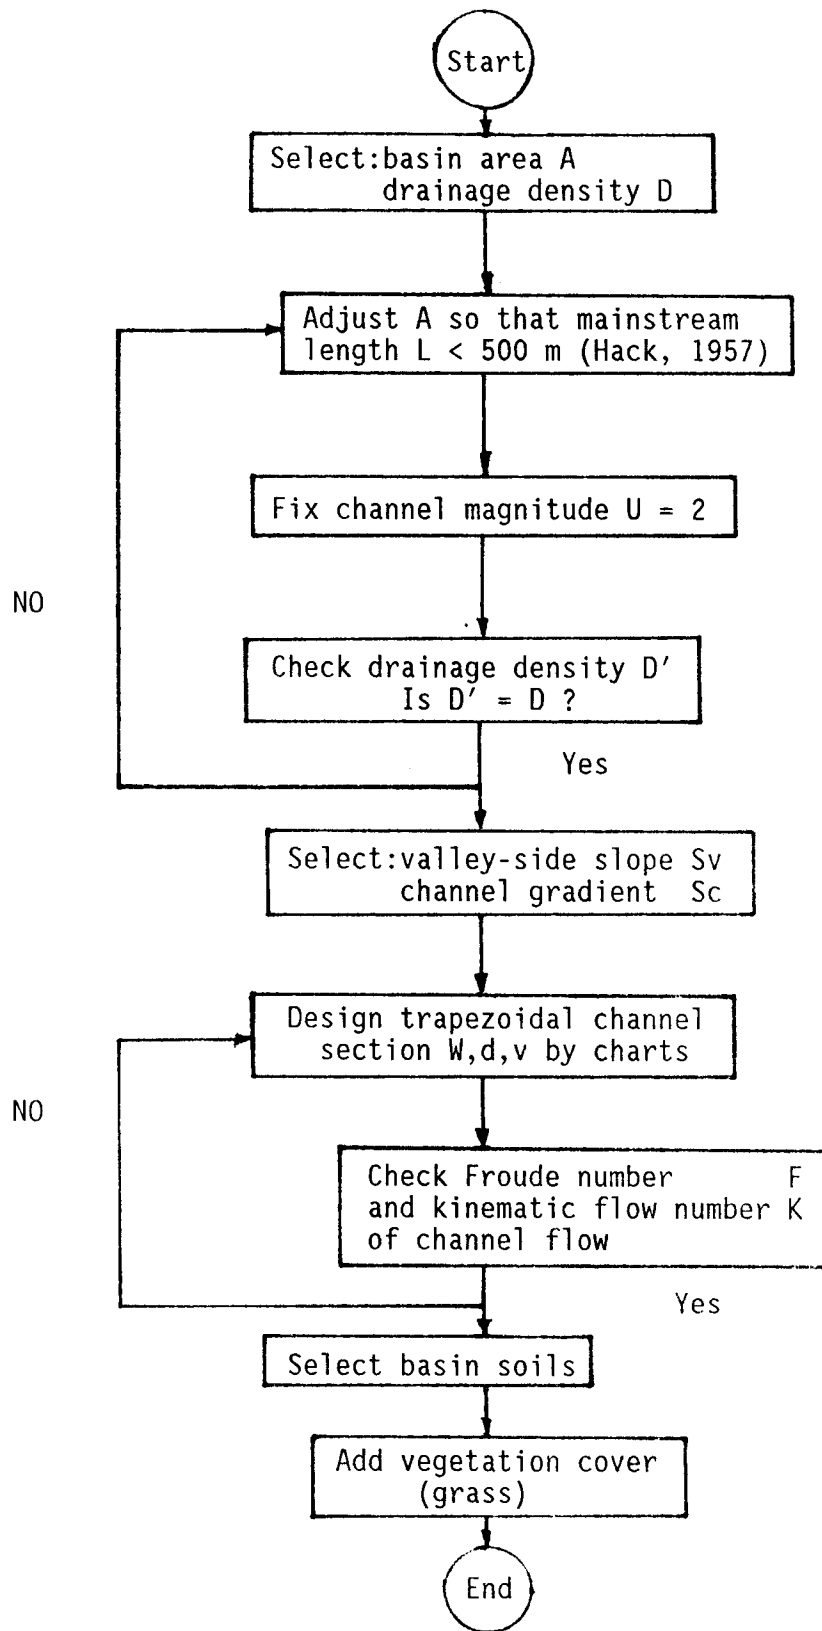 Start
Select:basin area A
drainage density D
Adjust A so that mainstream
length L < 500 m (Hack, 1957)
Fix channel magnitude U = 2
NO
Check drainage density D′
Is D′ = D ?
Yes
Select:valley-side slope Sv
channel gradient Sc
Design trapezoidal channel
section W,d,v by charts
NO
Check Froude number F
and kinematic flow number K
of channel flow
Yes
Select basin soils
Add vegetation cover
(grass)
End